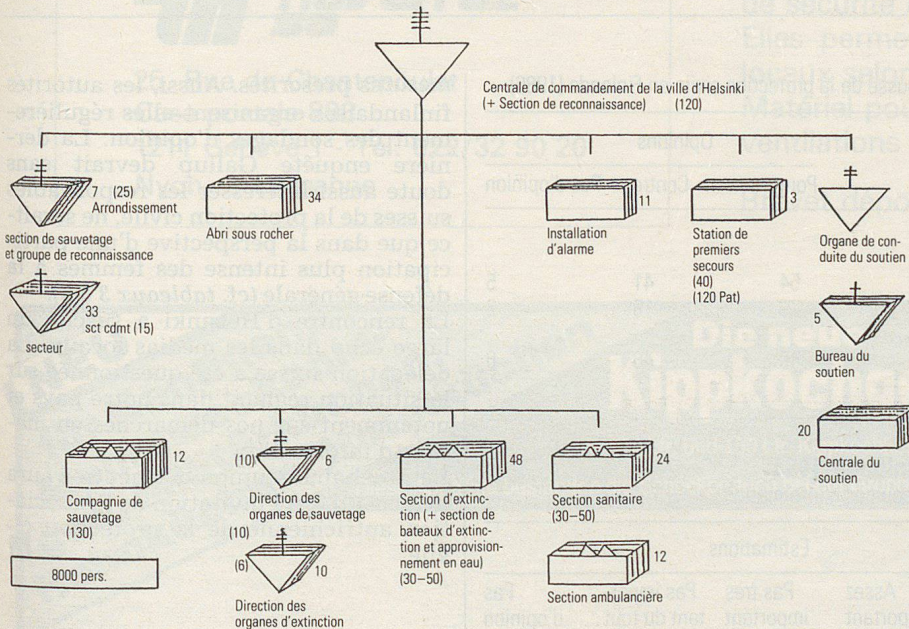 Centrale de commandement de la ville d'Helsinki
(+ Section de reconnaissance) (120)
7 (25)
Arrondissement
section de sauvetage
et groupe de reconnaissance
33
sct cdmt (15)
secteur
34
Abri sous rocher
11
Installation
d'alarme
3
Station de
premiers
secours
(40)
(120 Pat)
Organe de con-
duite du soutien
5
Bureau du
soutien
20
Centrale du
soutien
12
Compagnie de
sauvetage
(130)
8000 pers.
(10) 6
Direction des
organes de sauvetage
(10)
(6) 10
Direction des
organes d'extinction
48
Section d'extinc-
tion (+ section de
bateaux d'extinc-
tion et approvision-
nement en eau)
(30–50)
24
Section sanitaire
(30–50)
12
Section ambulancière